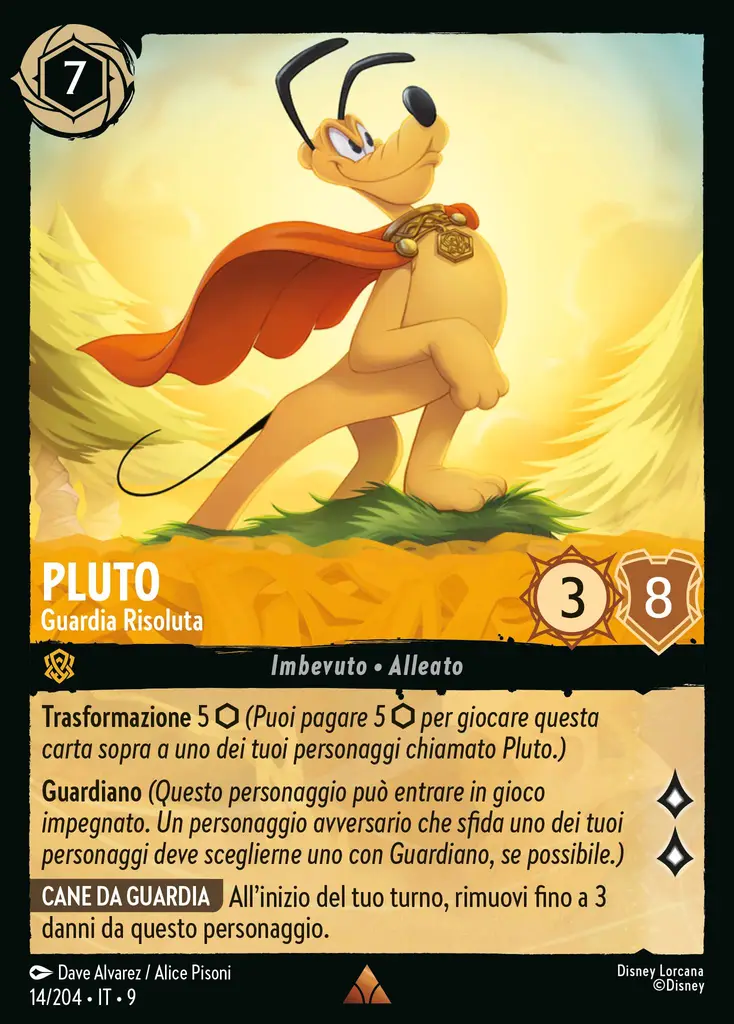 7
PLUTO
Guardia Risoluta
3
8
Imbevuto • Alleato
Trasformazione 5 ⬡ (Puoi pagare 5 ⬡ per giocare questa
carta sopra a uno dei tuoi personaggi chiamato Pluto.)
Guardiano (Questo personaggio può entrare in gioco
impegnato. Un personaggio avversario che sfida uno dei tuoi
personaggi deve sceglierne uno con Guardiano, se possibile.)
CANE DA GUARDIA All'inizio del tuo turno, rimuovi fino a 3
danni da questo personaggio.
Dave Alvarez / Alice Pisoni
14/204 • IT • 9
Disney Lorcana
©Disney